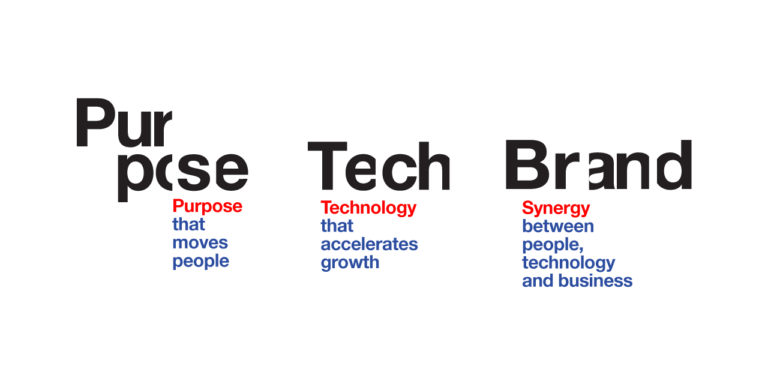 Pur
pose
Purpose
that
moves
people
Tech
Technology
that
accelerates
growth
Brand
Synergy
between
people,
technology
and business